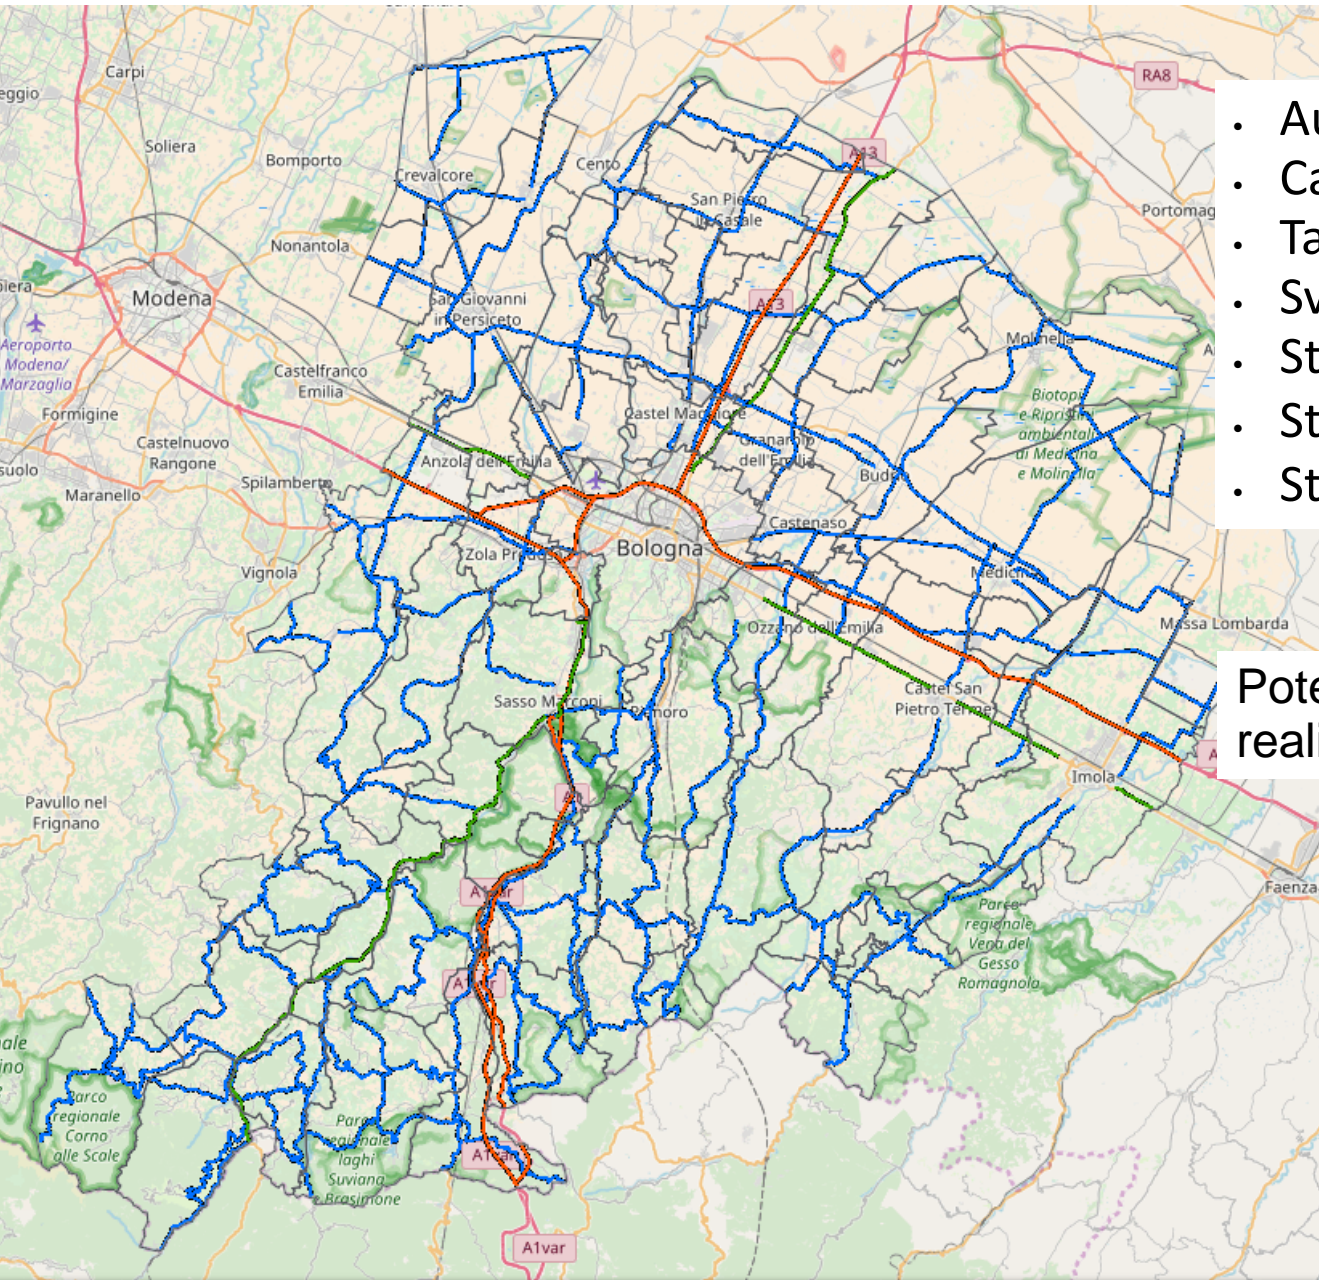 Carpi
RA8
eggio
Soliera
Bomporto
Crevalcore
Cento
A13
San Pietro
in Casale
Portomag
Nonantola
Modena
San Giovanni
in Persiceto
A13
Aeroporto
Modena/
Marzaglia
Molinella
Castelfranco
Emilia
Formigine
Castelnuovo
Rangone
Castel Maggiore
Biotopi
e Ripristini
ambientali
di Medicina
e Molinella
Granarolo
dell'Emilia
Anzola dell'Emilia
Spilamberto
Maranello
Budrio
Castenaso
Zola Predosa
Bologna
Vignola
Medicina
Ozzano dell'Emilia
Massa Lombarda
Sasso Marconi
Pianoro
Castel San
Pietro Terme
Imola
Pavullo nel
Frignano
A1
A1var
Faenza
Parco
regionale
Vena del
Gesso
Romagnola
A1var
Parco
regionale
Corno
alle Scale
Parco
regionale
laghi
Suviana
e Brasimone
A1var
A1var
• Au
• Ca
• Ta
• Sv
• St
• St
• St
Pote
reali